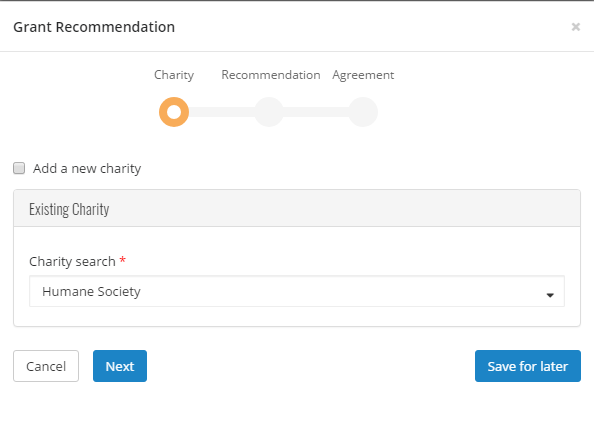 Grant Recommendation ×
Charity Recommendation Agreement
Add a new charity
Existing Charity
Charity search *
Humane Society
Cancel Next Save for later